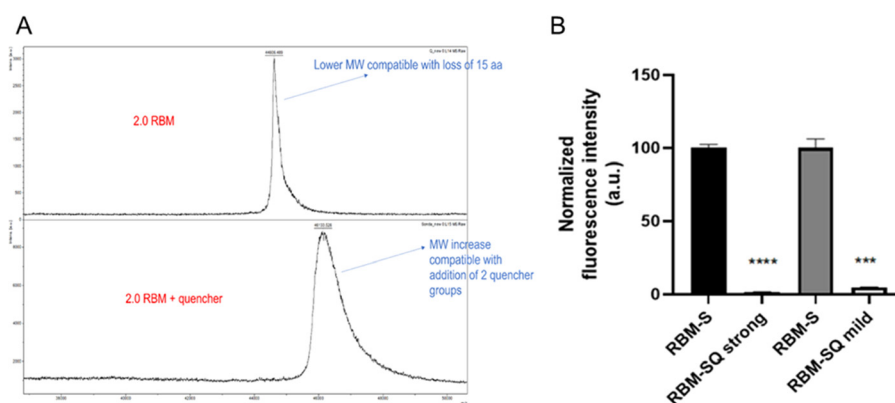 A
B
Lower MW compatible with loss of 15 aa
2.0 RBM
MW increase
compatible with
addition of 2 quencher
groups
2.0 RBM + quencher
Normalized
fluorescence intensity
(a.u.)
150
100
50
0
****
***
RBM-S
RBM-SQ strong
RBM-S
RBM-SQ mild